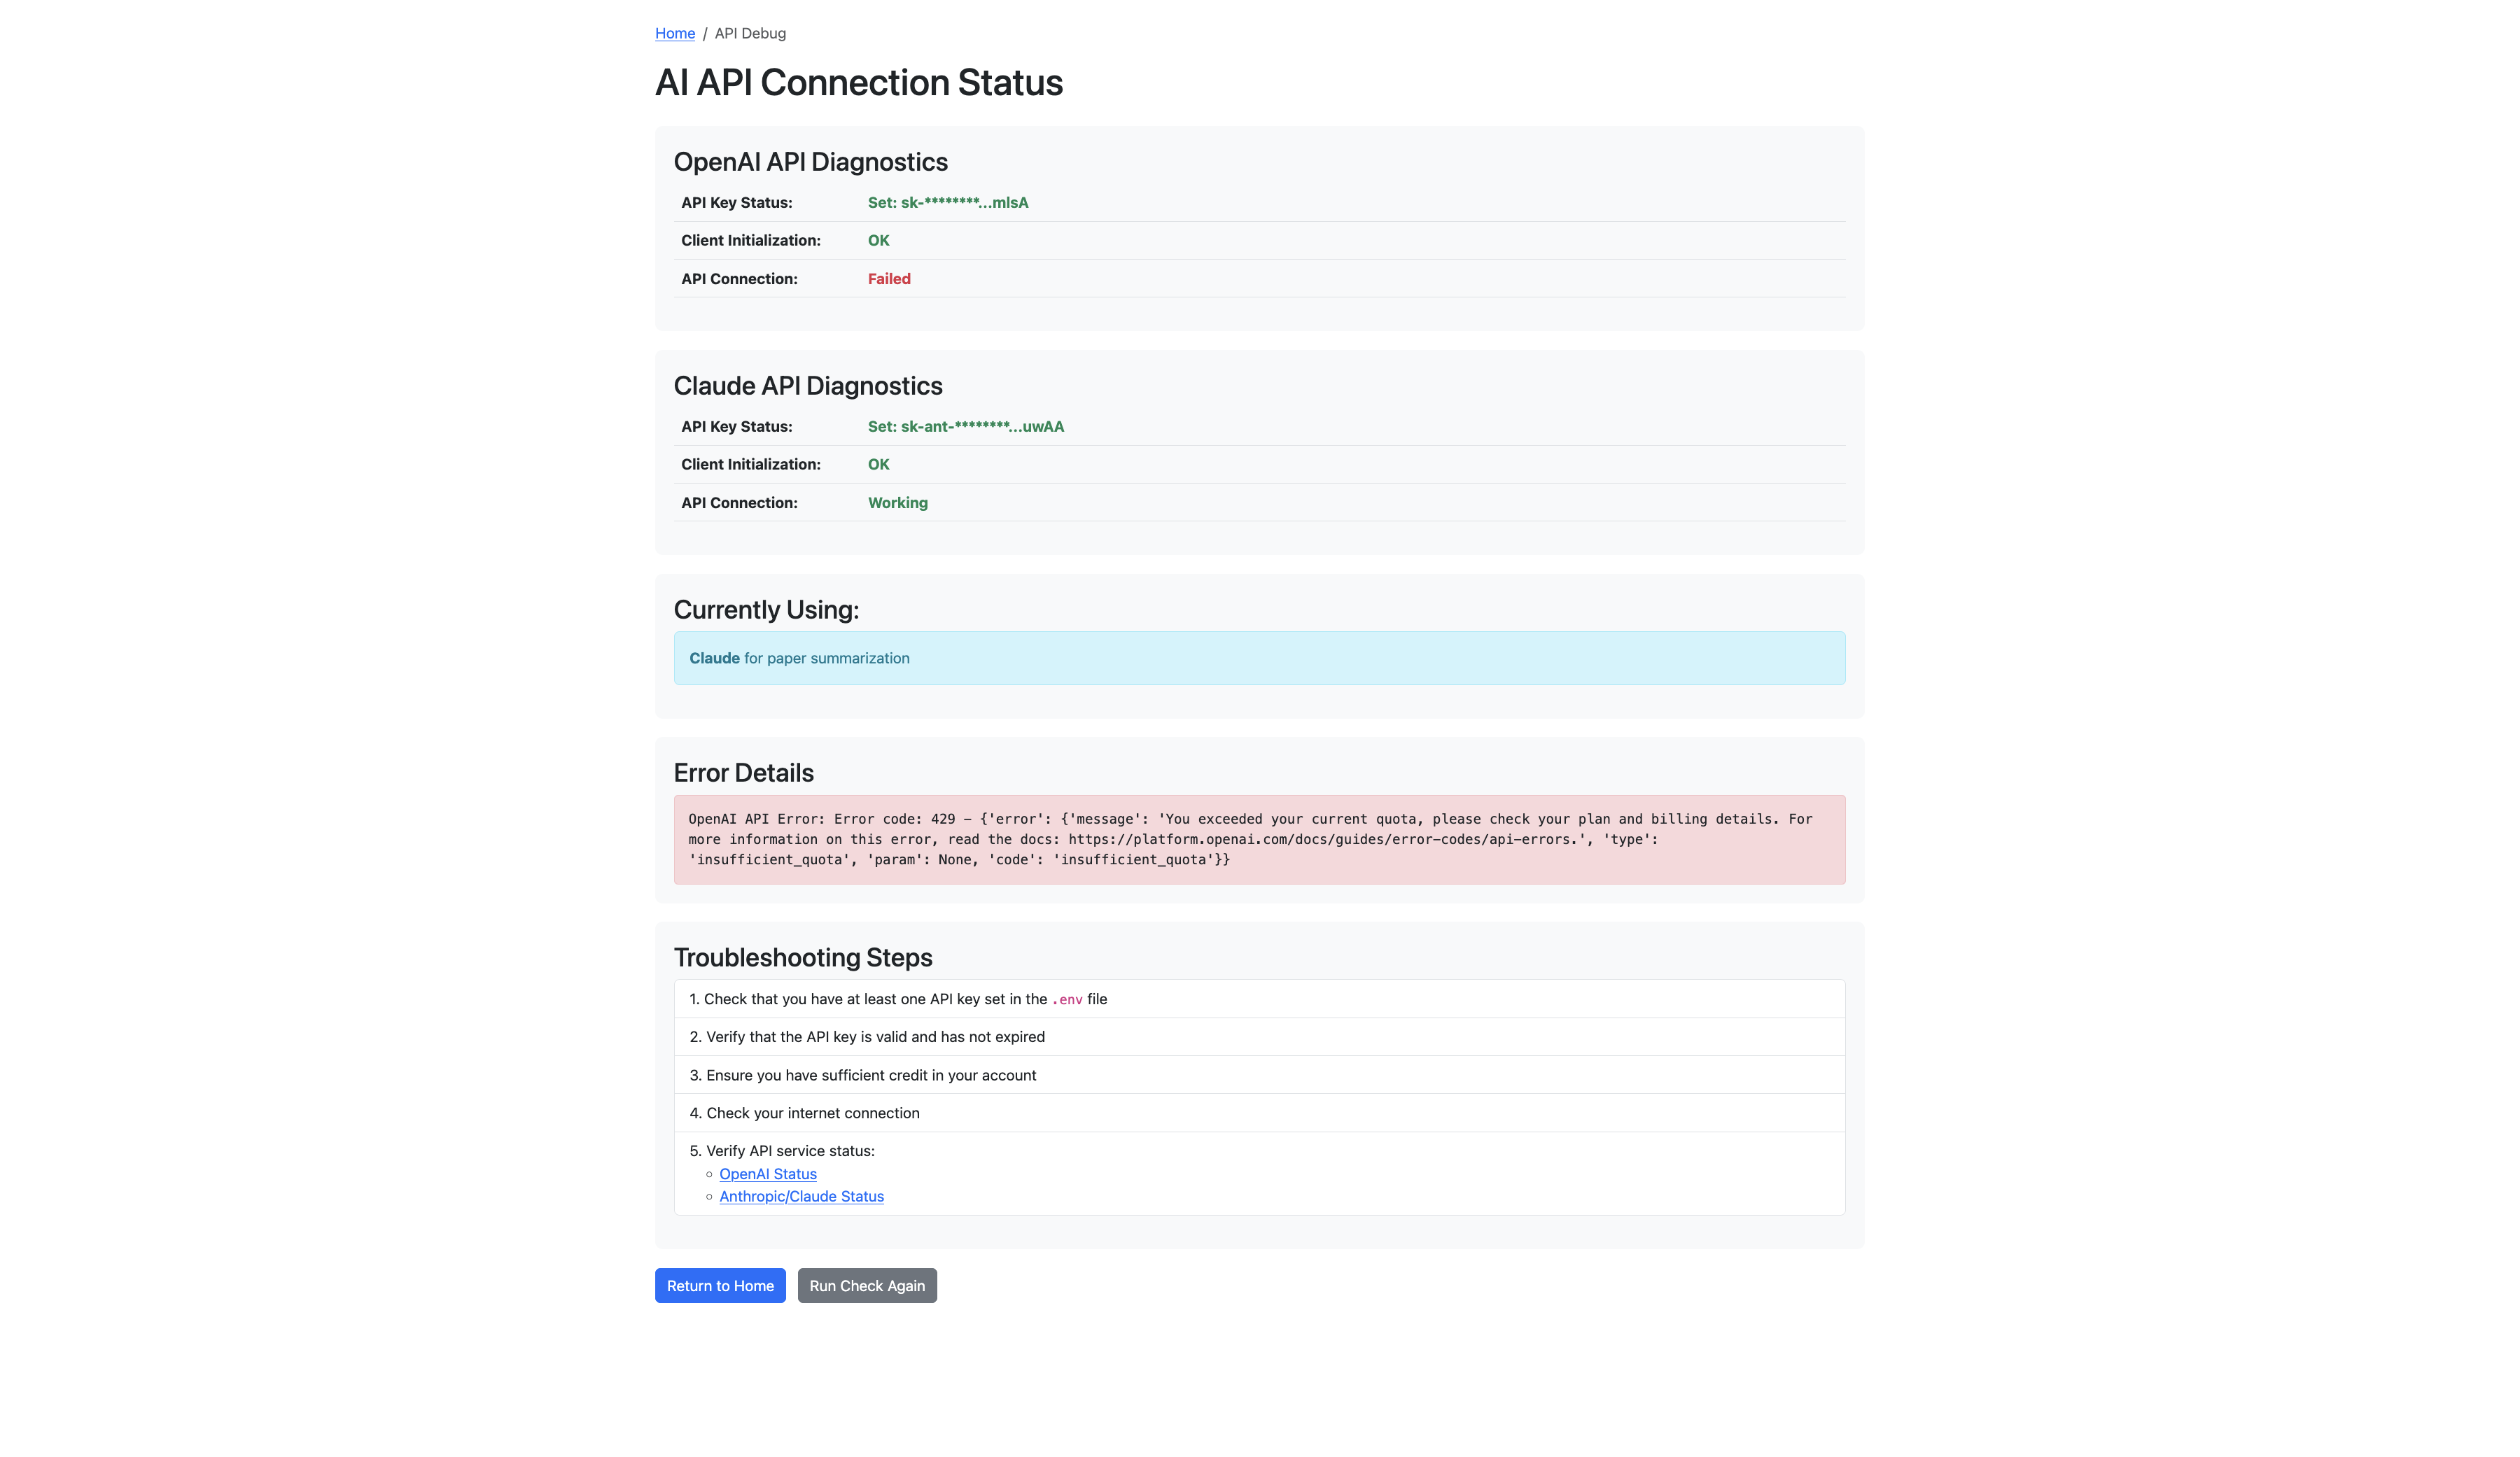 Home / API Debug
AI API Connection Status
OpenAI API Diagnostics
API Key Status: Set: sk-********...mlsA
Client Initialization: OK
API Connection: Failed
Claude API Diagnostics
API Key Status: Set: sk-ant-********...uwAA
Client Initialization: OK
API Connection: Working
Currently Using:
Claude for paper summarization
Error Details
OpenAI API Error: Error code: 429 – {'error': {'message': 'You exceeded your current quota, please check your plan and billing details. For
more information on this error, read the docs: https://platform.openai.com/docs/guides/error-codes/api-errors.', 'type':
'insufficient_quota', 'param': None, 'code': 'insufficient_quota'}}
Troubleshooting Steps
1. Check that you have at least one API key set in the .env file
2. Verify that the API key is valid and has not expired
3. Ensure you have sufficient credit in your account
4. Check your internet connection
5. Verify API service status:
◦ OpenAI Status
◦ Anthropic/Claude Status
Return to Home Run Check Again